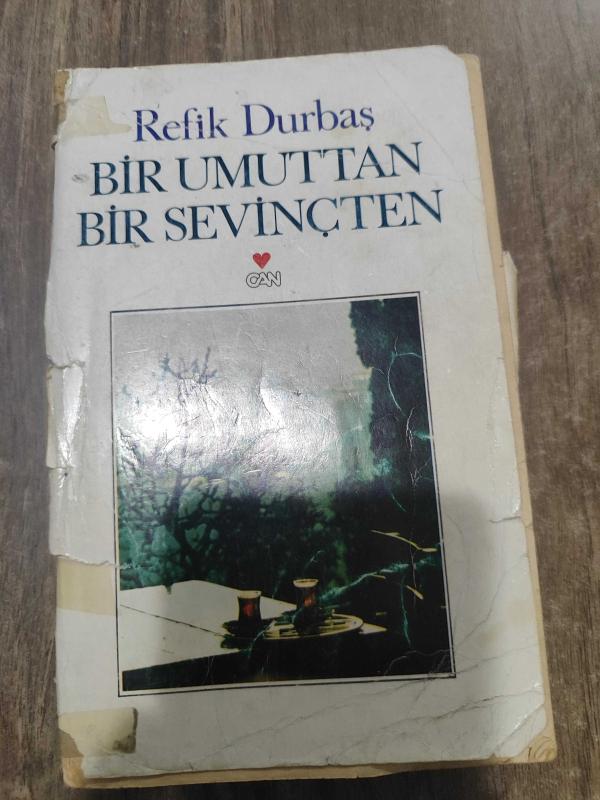 Refik Durbaş
BİR UMUTTAN
BİR SEVİNÇTEN
CAN